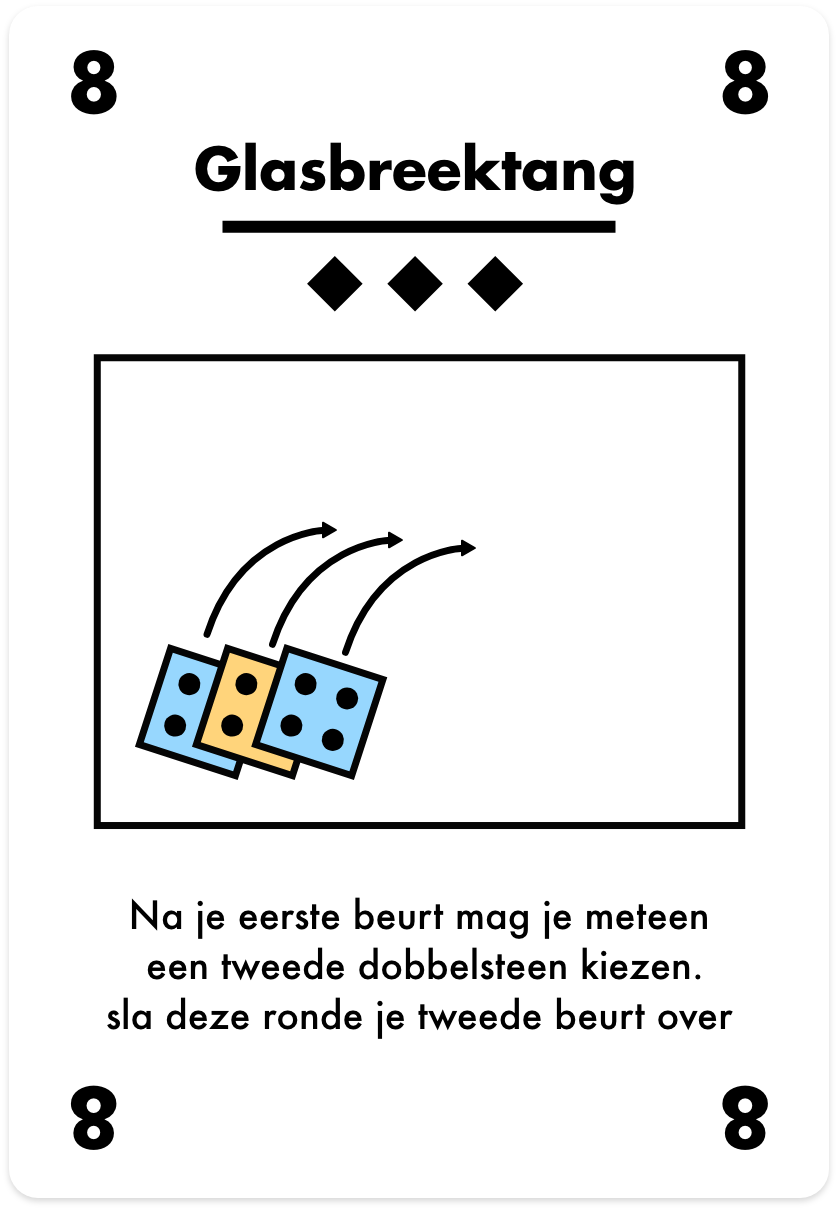 8 8
Glasbreektang
Na je eerste beurt mag je meteen
een tweede dobbelsteen kiezen.
sla deze ronde je tweede beurt over
8 8